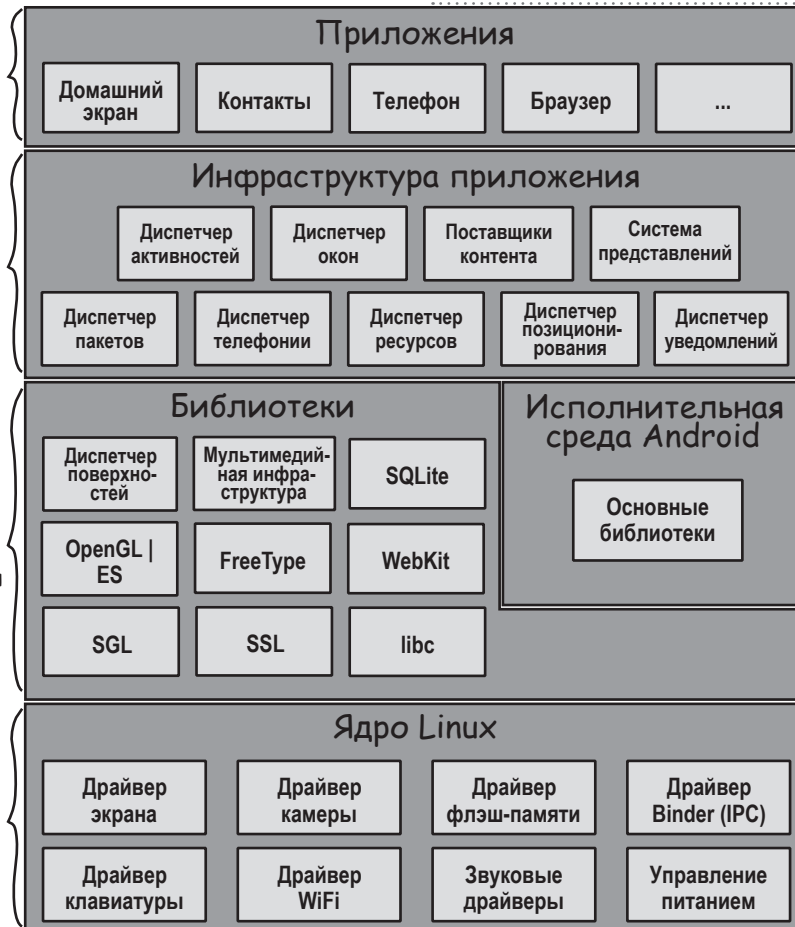 Приложения
Домашний
экран
Контакты
Телефон
Браузер
...
Инфраструктура приложения
Диспетчер
активностей
Диспетчер
окон
Поставщики
контента
Система
представлений
Диспетчер
пакетов
Диспетчер
телефонии
Диспетчер
ресурсов
Диспетчер
позициони-
рования
Диспетчер
уведомлений
Библиотеки
Диспетчер
поверхно-
стей
Мультимедий-
ная инфра-
структура
SQLite
OpenGL |
ES
FreeType
WebKit
SGL
SSL
libc
Исполнительная
среда Android
Основные
библиотеки
Ядро Linux
Драйвер
экрана
Драйвер
камеры
Драйвер
флэш-памяти
Драйвер
Binder (IPC)
Драйвер
клавиатуры
Драйвер
WiFi
Звуковые
драйверы
Управление
питанием